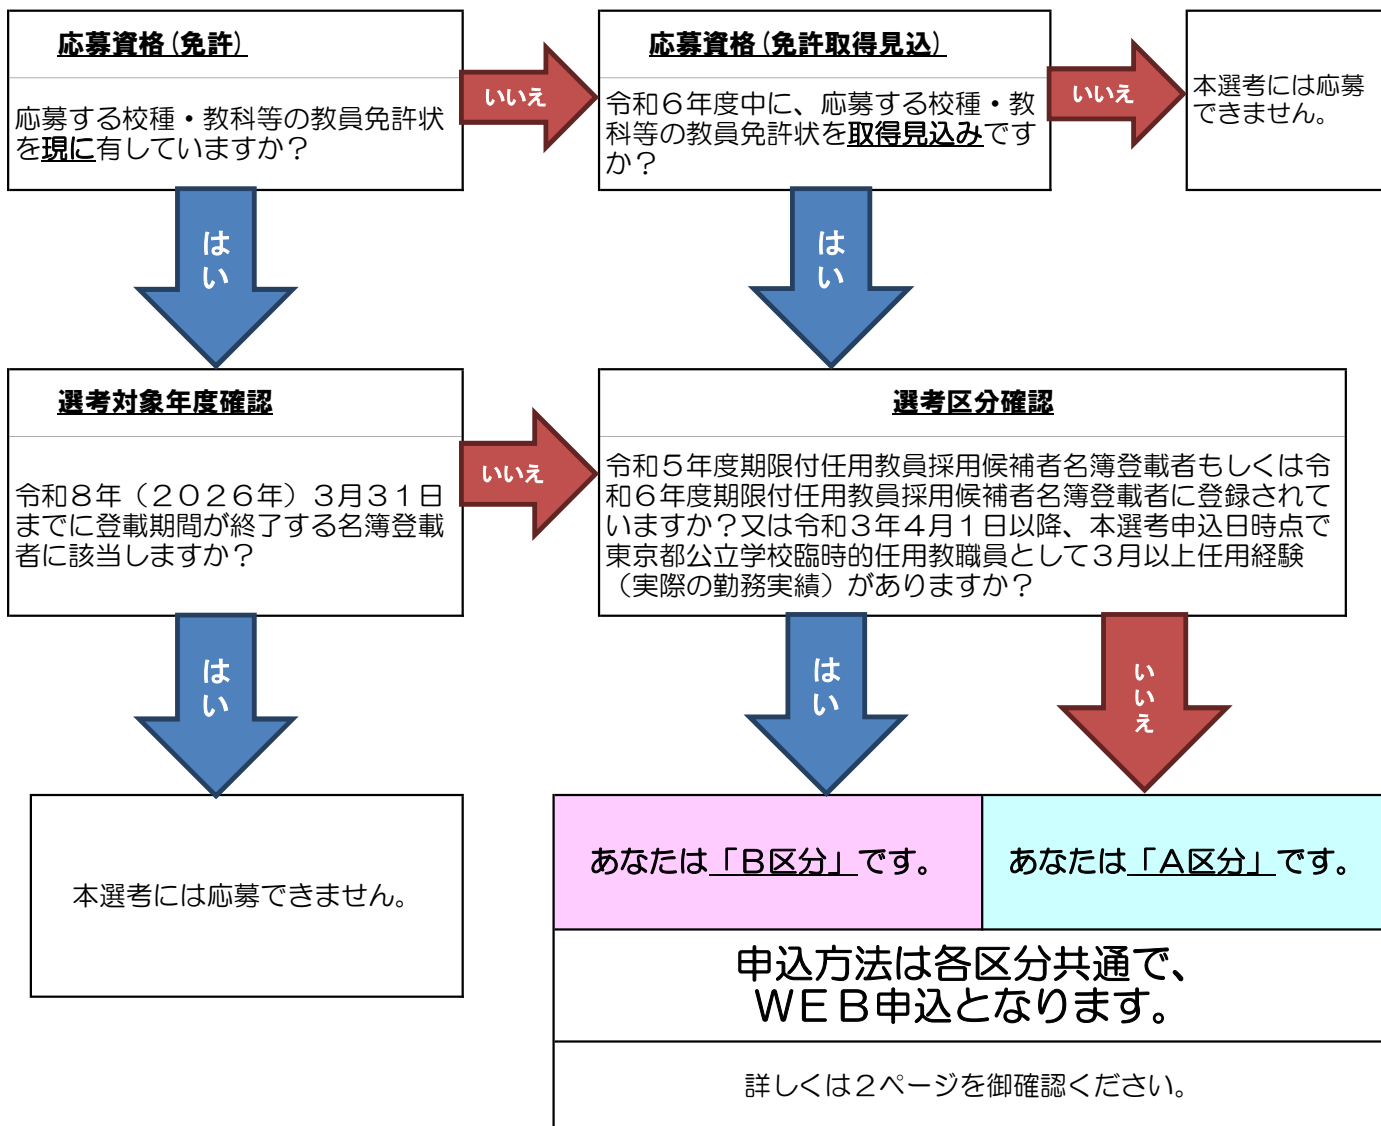 応募資格(免許)
応募する校種・教科等の教員免許状
を現に有していますか？
いいえ
応募資格(免許取得見込)
令和６年度中に、応募する校種・教
科等の教員免許状を取得見込みです
か？
いいえ
本選考には応募
できません。
はい
はい
選考対象年度確認
令和８年（２０２６年）３月３１日
までに登載期間が終了する名簿登載
者に該当しますか？
いいえ
選考区分確認
令和５年度期限付任用教員採用候補者名簿登載者もしくは令
和６年度期限付任用教員採用候補者名簿登載者に登録されて
いますか？又は令和３年４月１日以降、本選考申込日時点で
東京都公立学校臨時的任用教職員として３月以上任用経験
（実際の勤務実績）がありますか？
はい
はい
いいえ
本選考には応募できません。
あなたは「Ｂ区分」です。
あなたは「Ａ区分」です。
申込方法は各区分共通で、
ＷＥＢ申込となります。
詳しくは２ページを御確認ください。